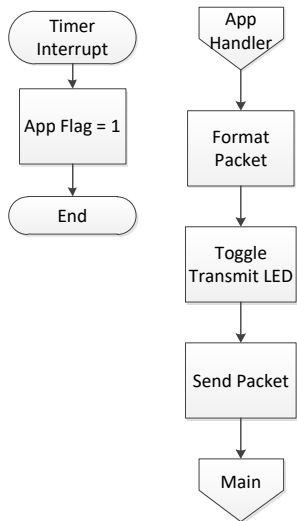 Timer
Interrupt
App Flag = 1
End
App
Handler
Format
Packet
Toggle
Transmit LED
Send Packet
Main